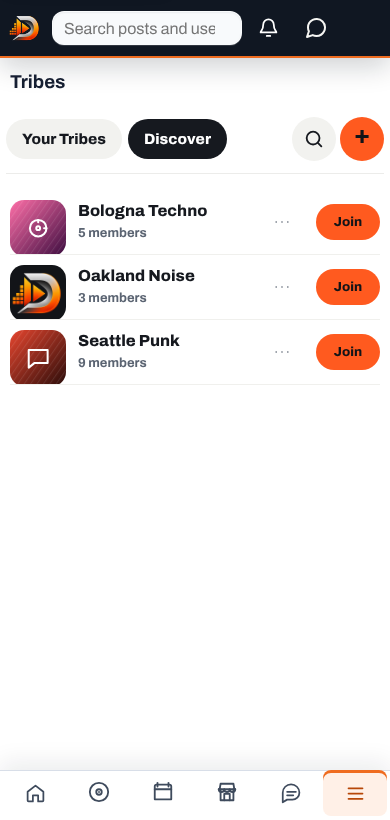 Search posts and use
Tribes
Your Tribes
Discover
+
Bologna Techno
5 members
...
Join
Oakland Noise
3 members
...
Join
Seattle Punk
9 members
...
Join